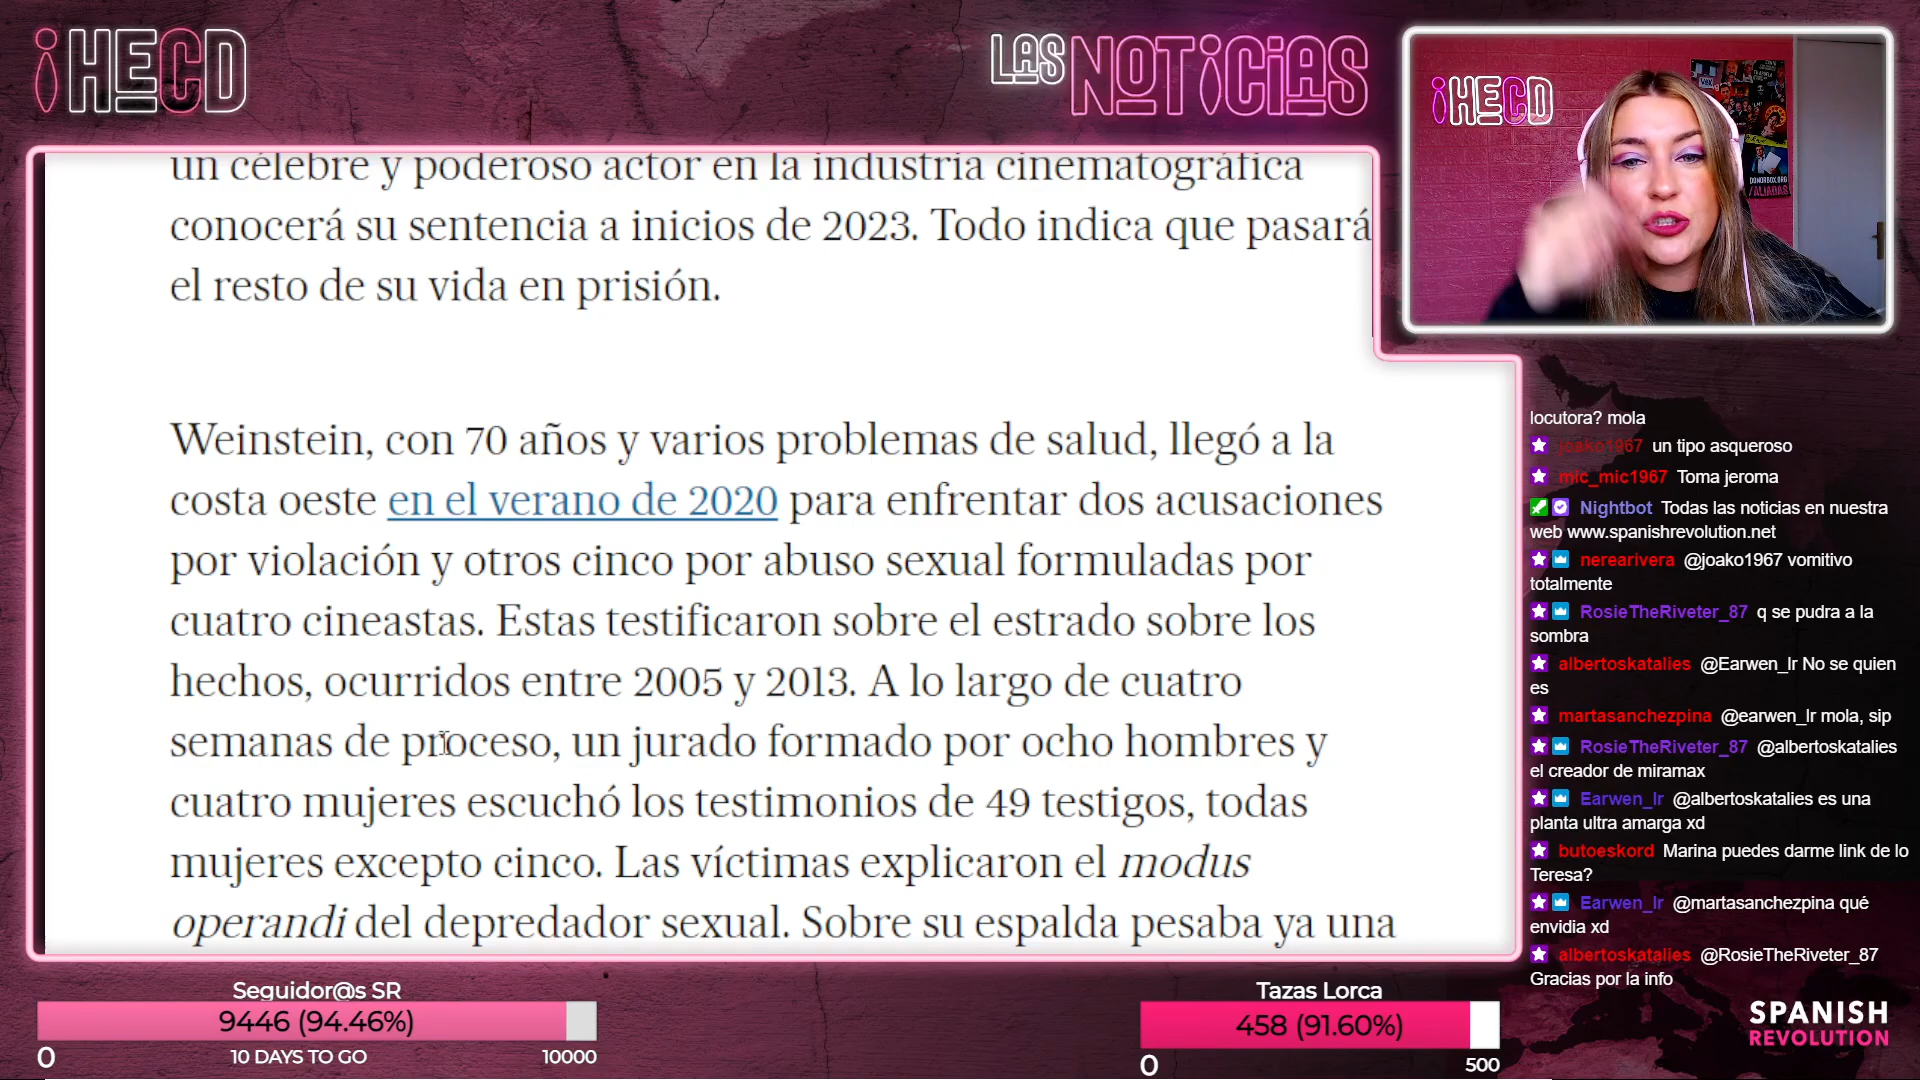 ¡HECD
LAS NOTICIAS
un célebre y poderoso actor en la industria cinematográfica
conocerá su sentencia a inicios de 2023. Todo indica que pasará
el resto de su vida en prisión.
Weinstein, con 70 años y varios problemas de salud, llegó a la
costa oeste en el verano de 2020 para enfrentar dos acusaciones
por violación y otros cinco por abuso sexual formuladas por
cuatro cineastas. Estas testificaron sobre el estrado sobre los
hechos, ocurridos entre 2005 y 2013. A lo largo de cuatro
semanas de proceso, un jurado formado por ocho hombres y
cuatro mujeres escuchó los testimonios de 49 testigos, todas
mujeres excepto cinco. Las víctimas explicaron el modus
operandi del depredador sexual. Sobre su espalda pesaba ya una
¡HECD
DONORBOX.ORG
/ALIADAS
locutora? mola
joako1967 un tipo asqueroso
mic_mic1967 Toma jeroma
Nightbot Todas las noticias en nuestra
web www.spanishrevolution.net
nerearivera @joako1967 vomitivo
totalmente
RosieTheRiveter_87 q se pudra a la
sombra
albertoskatalies @Earwen_lr No se quien
es
martasanchezpina @earwen_lr mola, sip
RosieTheRiveter_87 @albertoskatalies
el creador de miramax
Earwen_lr @albertoskatalies es una
planta ultra amarga xd
butoeskord Marina puedes darme link de lo
Teresa?
Earwen_lr @martasanchezpina qué
envidia xd
albertoskatalies @RosieTheRiveter_87
Gracias por la info
Seguidor@s SR
9446 (94.46%)
0 10 DAYS TO GO 10000
Tazas Lorca
458 (91.60%)
0 500
SPANISH
REVOLUTION